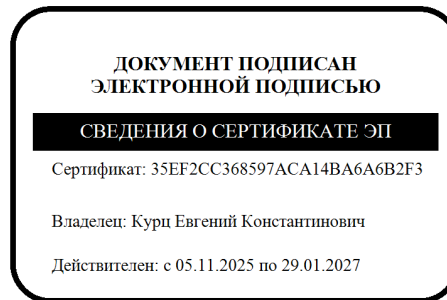 ДОКУМЕНТ ПОДПИСАН
ЭЛЕКТРОННОЙ ПОДПИСЬЮ
СВЕДЕНИЯ О СЕРТИФИКАТЕ ЭП
Сертификат: 35EF2CC368597ACA14BA6A6B2F3
Владелец: Курц Евгений Константинович
Действителен: с 05.11.2025 по 29.01.2027